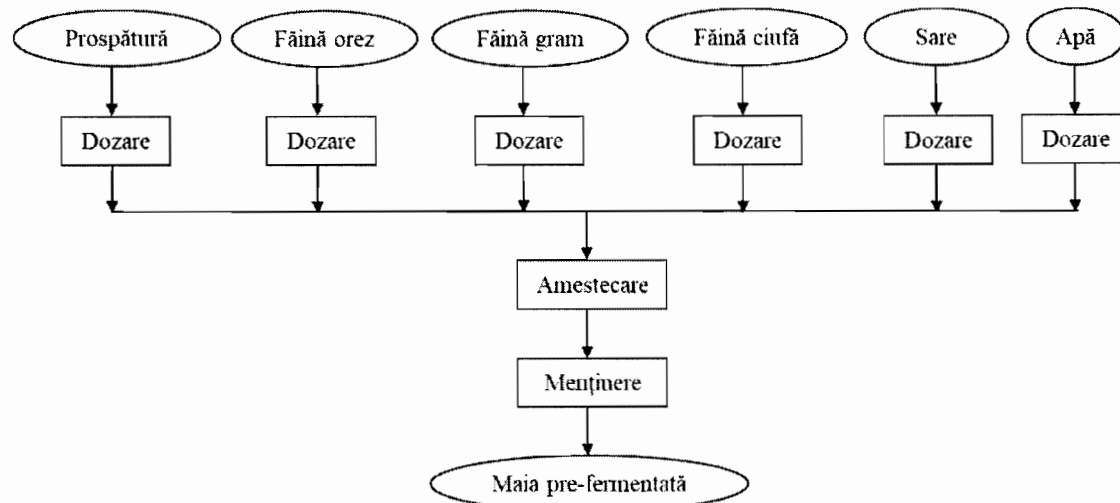 Prospătură
Făină orez
Făină gram
Făină ciufă
Sare
Apă
Dozare
Dozare
Dozare
Dozare
Dozare
Dozare
Amestecare
Menținere
Maia pre-fermentată